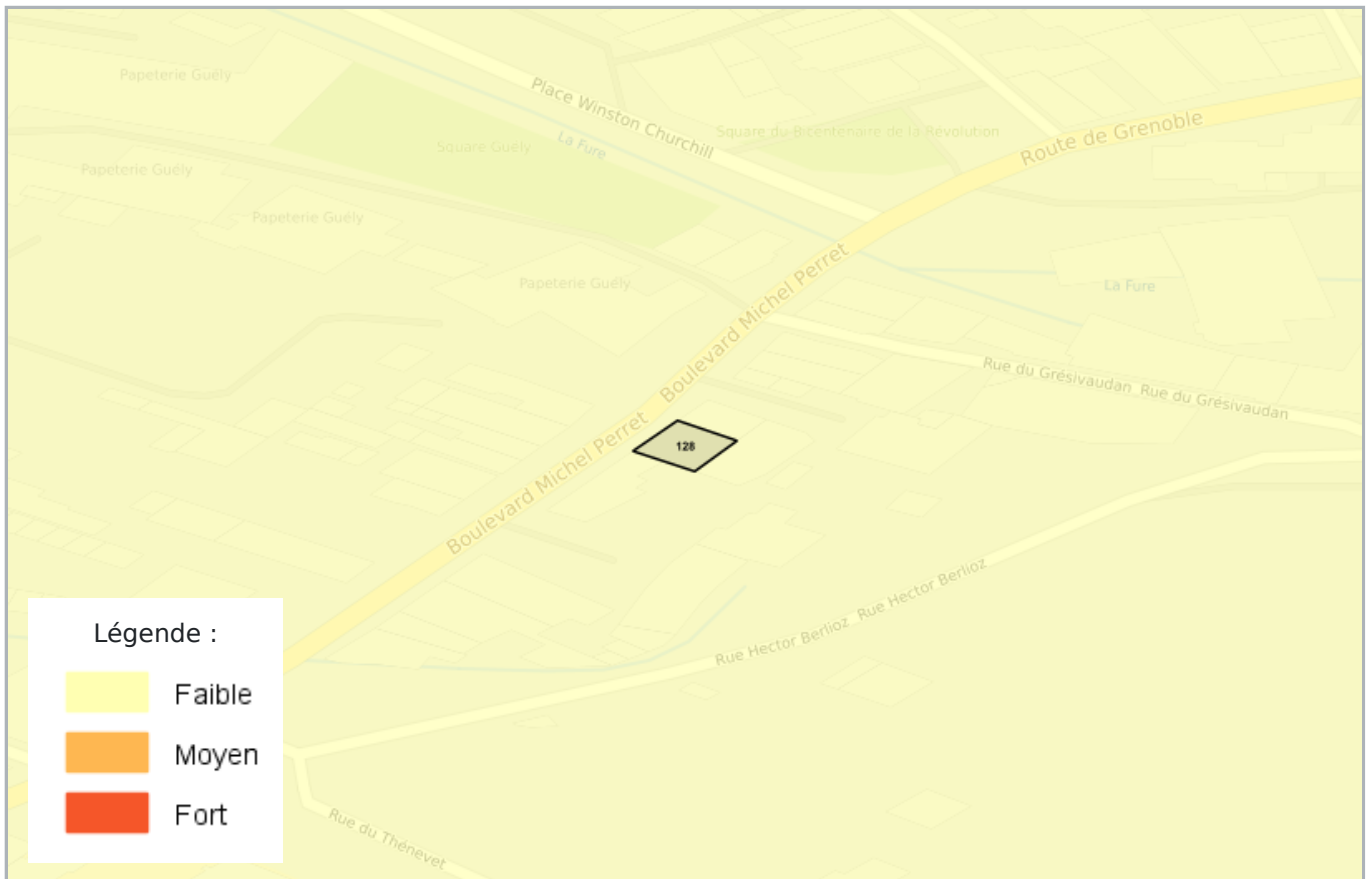 Papeterie Guély
Place Winston Churchill
Square du Bicentenaire de la Révolution
Route de Grenoble
Square Guély
La Fure
Papeterie Guély
Papeterie Guély
Papeterie Guély
La Fure
Boulevard Michel Perret
Rue du Grésivaudan
Rue du Grésivaudan
128
Boulevard Michel Perret
Boulevard Michel Perret
Rue Hector Berlioz
Rue Hector Berlioz
Légende :
Faible
Moyen
Fort
Rue du Thénevet